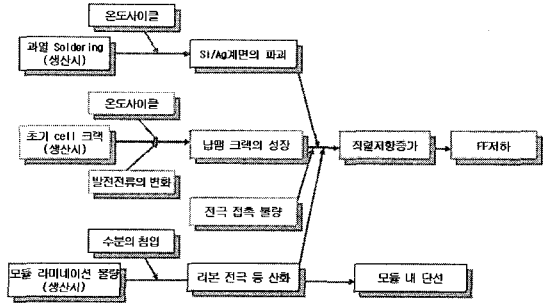 온도사이클
과열 Soldering
(생산시)
Si/Ag계면의 파괴
온도사이클
초기 cell 크랙
(생산시)
납땜 크랙의 성장
직렬저항증가
FF저하
발전전류의 변화
전극 접촉 불량
수분의 침입
모듈 라미네이션 불량
(생산시)
리본 전극 등 산화
모듈 내 단선